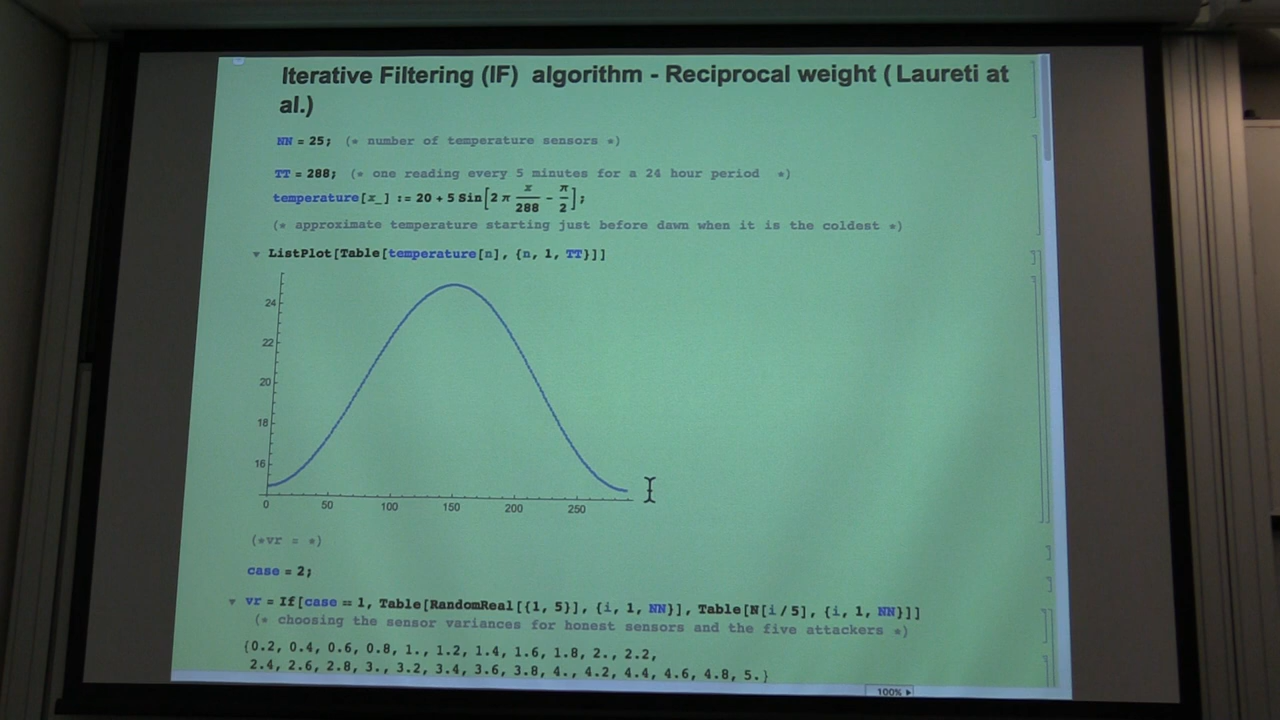 Iterative Filtering (IF) algorithm - Reciprocal weight ( Laureti at
al.)
NN = 25; (* number of temperature sensors *)
TT = 288; (* one reading every 5 minutes for a 24 hour period *)
temperature[x_] := 20 + 5 Sin[2 π x/288 - π/2];
(* approximate temperature starting just before dawn when it is the coldest *)
ListPlot[Table[temperature[n], {n, 1, TT}]]
24
22
20
18
16
0 50 100 150 200 250
(*vr = *)
case = 2;
vr = If[case == 1, Table[RandomReal[{1, 5}], {i, 1, NN}], Table[N[i/5], {i, 1, NN}]]
(* choosing the sensor variances for honest sensors and the five attackers *)
{0.2, 0.4, 0.6, 0.8, 1., 1.2, 1.4, 1.6, 1.8, 2., 2.2,
2.4, 2.6, 2.8, 3., 3.2, 3.4, 3.6, 3.8, 4., 4.2, 4.4, 4.6, 4.8, 5.}
100%